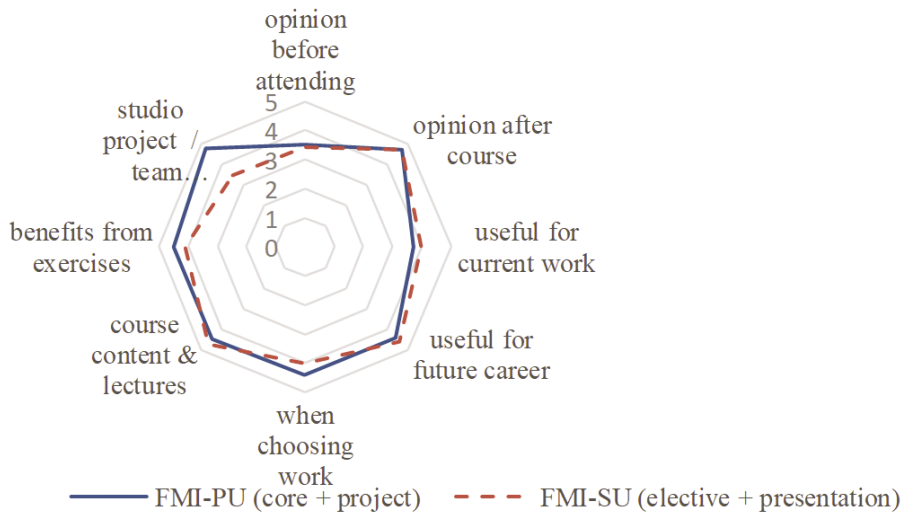 opinion
before
attending
5
4
3
2
1
0
opinion after
course
useful for
current work
useful for
future career
when
choosing
work
course
content &
lectures
benefits from
exercises
studio
project /
team…
FMI-PU (core + project)
FMI-SU (elective + presentation)